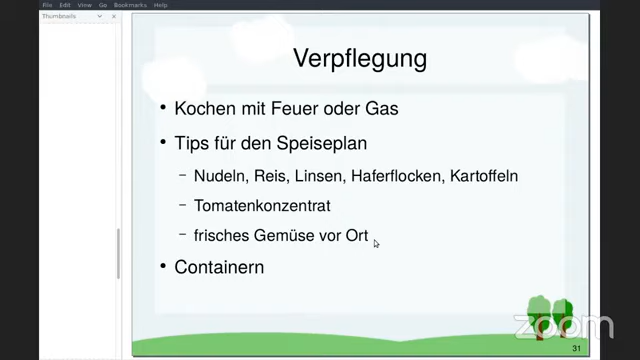 File Edit View Go Bookmarks Help
Thumbnails
Verpflegung
• Kochen mit Feuer oder Gas
• Tips für den Speiseplan
– Nudeln, Reis, Linsen, Haferflocken, Kartoffeln
– Tomatenkonzentrat
– frisches Gemüse vor Ort
• Containern
zoom
31